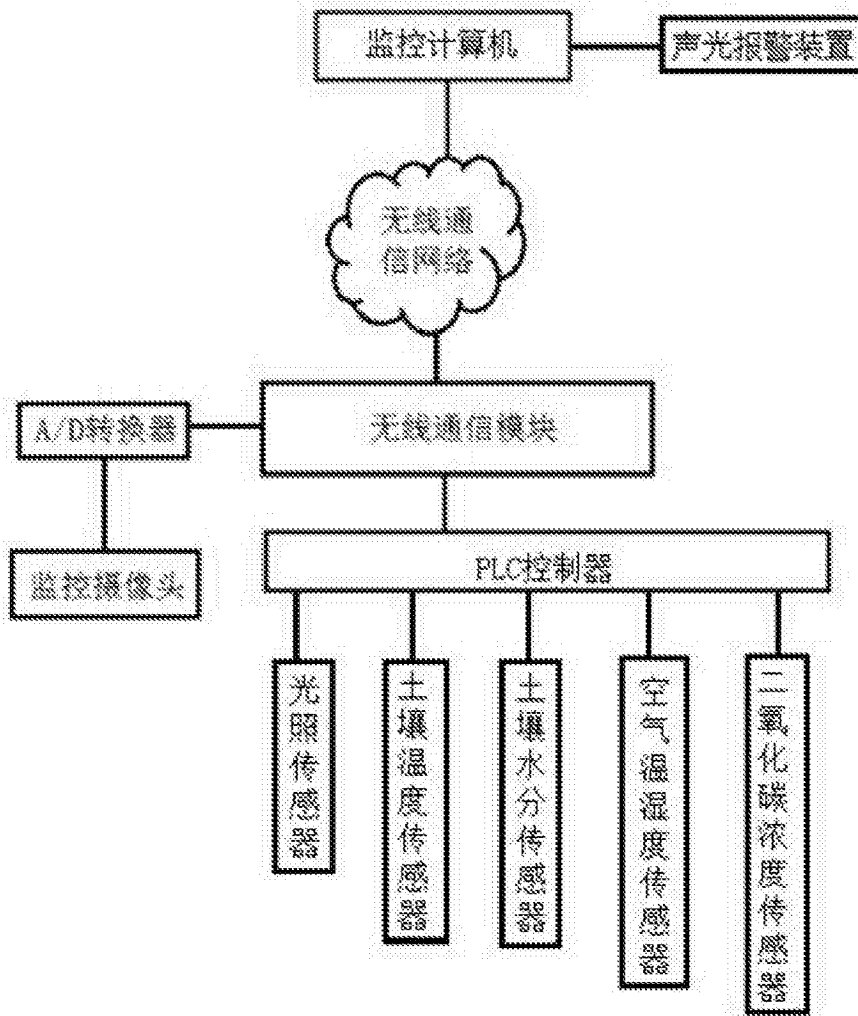 监控计算机
声光报警装置
无线通
信网络
A/D转换器
无线通信模块
监控摄像头
PLC控制器
光照传感器
土壤温度传感器
土壤水分传感器
空气温湿度传感器
二氧化碳浓度传感器